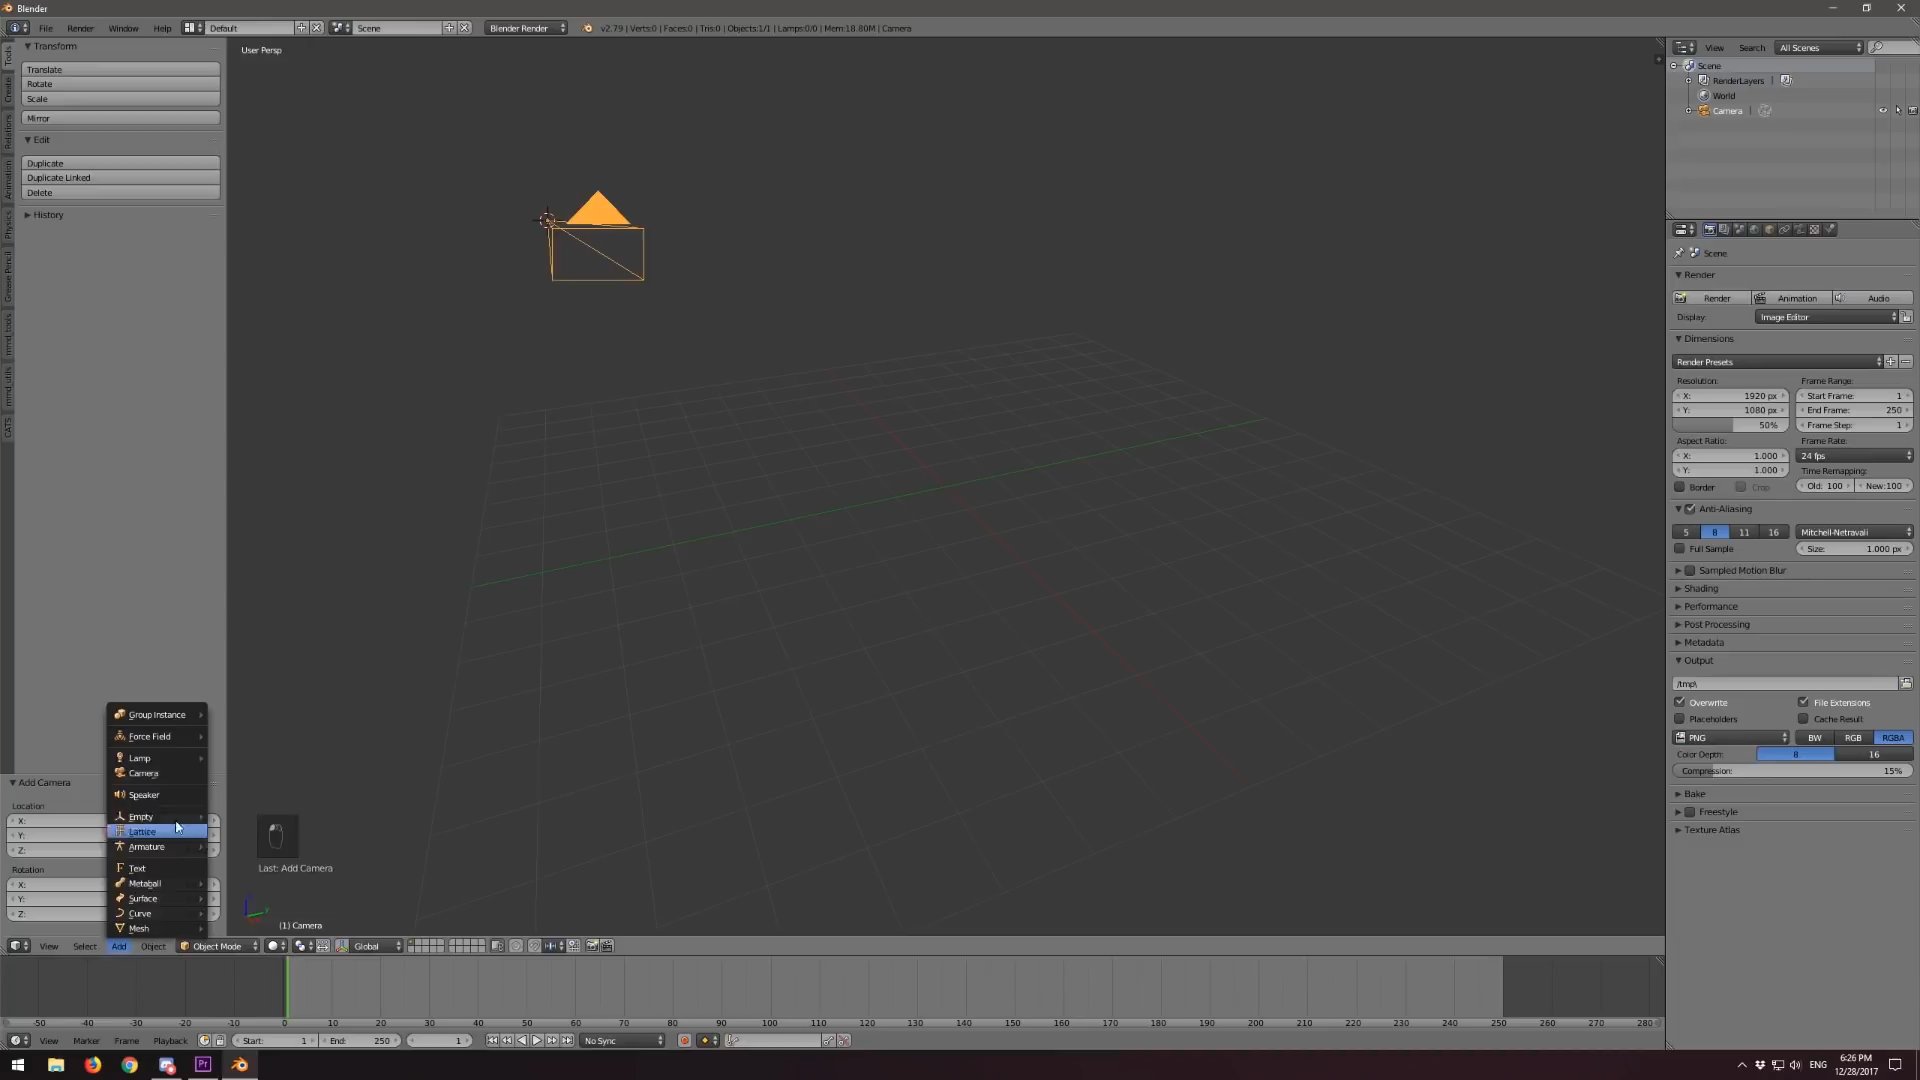 Blender
File Render Window Help Default Scene Blender Render v2.79 | Verts:0 | Faces:0 | Tris:0 | Objects:1/1 | Lamps:0/0 | Mem:18.80M | Camera
Tools
Create
Relations
Animation
Physics
Grease Pencil
mmd_tools
mmd_utils
CATS
Transform
Translate
Rotate
Scale
Mirror
Edit
Duplicate
Duplicate Linked
Delete
History
Add Camera
Location
X:
Y:
Z:
Rotation
X:
Y:
Z:
Group Instance
Force Field
Lamp
Camera
Speaker
Empty
Lattice
Armature
Text
Metaball
Surface
Curve
Mesh
User Persp
Last: Add Camera
(1) Camera
View Select Add Object Object Mode Global
-50 -40 -30 -20 -10 0 10 20 30 40 50 60 70 80 90 100 110 120 130 140 150 160 170 180 190 200 210 220 230 240 250 260 270 280
View Marker Frame Playback Start: 1 End: 250 1 No Sync
View Search All Scenes
Scene
RenderLayers
World
Camera
Scene
Render
Render Animation Audio
Display: Image Editor
Dimensions
Render Presets
Resolution: Frame Range:
X: 1920 px Start Frame: 1
Y: 1080 px End Frame: 250
50% Frame Step: 1
Aspect Ratio: Frame Rate:
X: 1.000 24 fps
Y: 1.000 Time Remapping:
Border Crop Old: 100 New:100
Anti-Aliasing
5 8 11 16 Mitchell-Netravali
Full Sample Size: 1.000 px
Sampled Motion Blur
Shading
Performance
Post Processing
Metadata
Output
/tmp\
Overwrite File Extensions
Placeholders Cache Result
PNG BW RGB RGBA
Color Depth: 8 16
Compression: 15%
Bake
Freestyle
Texture Atlas
Pr
ENG 6:26 PM
12/28/2017